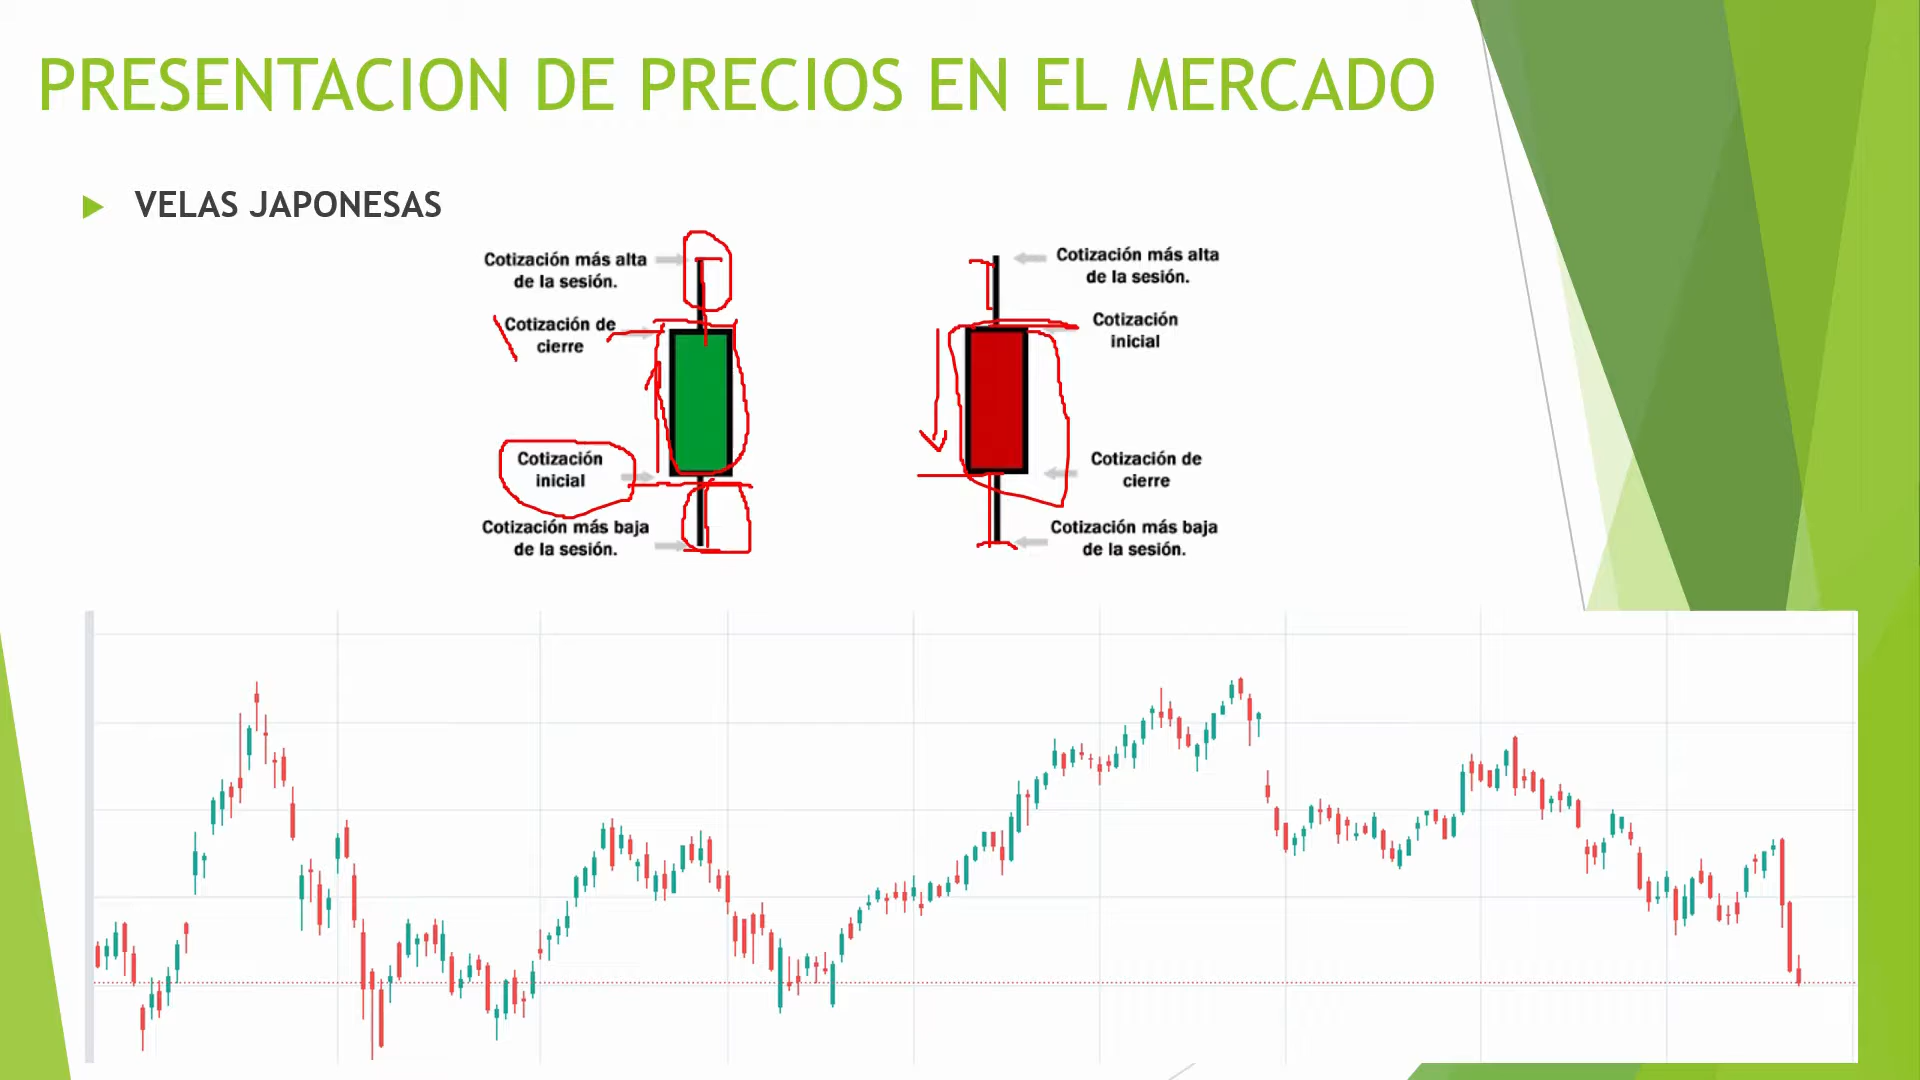 PRESENTACION DE PRECIOS EN EL MERCADO
VELAS JAPONESAS
Cotización más alta
de la sesión.
Cotización de
cierre
Cotización
inicial
Cotización más baja
de la sesión.
Cotización más alta
de la sesión.
Cotización
inicial
Cotización de
cierre
Cotización más baja
de la sesión.